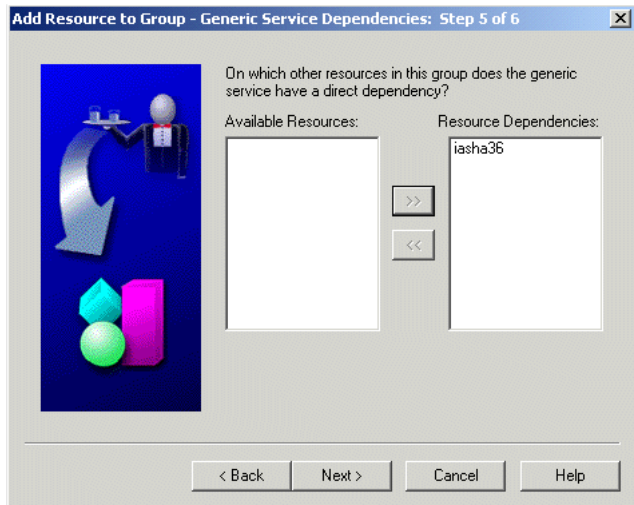 Add Resource to Group - Generic Service Dependencies: Step 5 of 6
On which other resources in this group does the generic
service have a direct dependency?
Available Resources:
Resource Dependencies:
iasha36
>>
<<
< Back
Next >
Cancel
Help